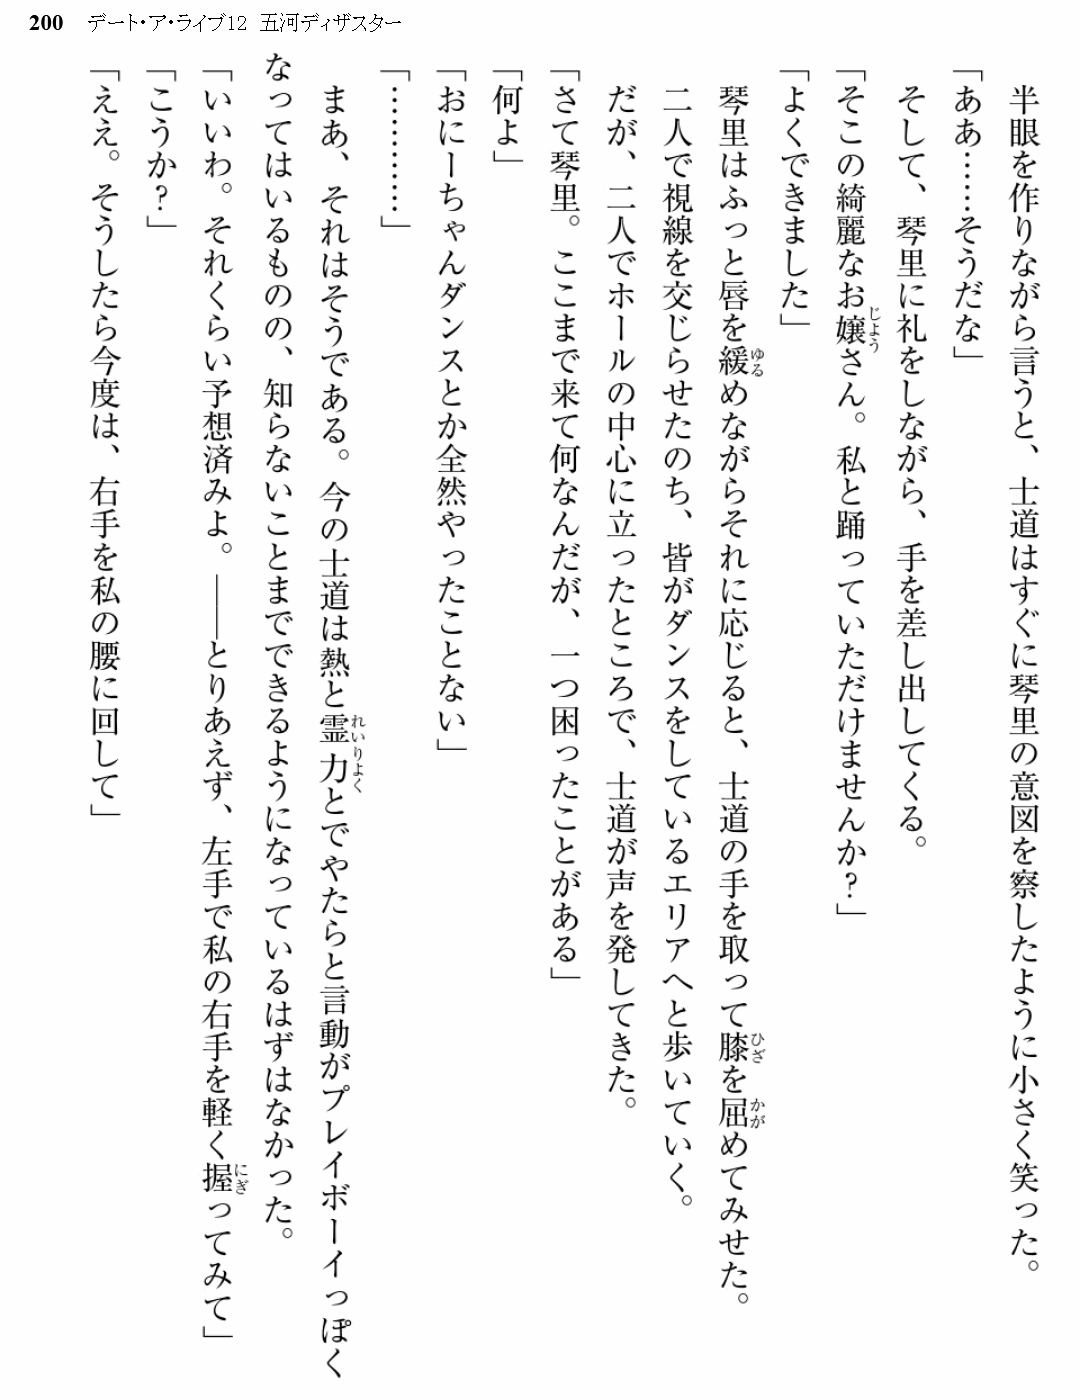 200 デート・ア・ライブ12 五河ディザスター
半眼を作りながら言うと、士道はすぐに琴里の意図を察したように小さく笑った。
「ああ……そうだな」
そして、琴里に礼をしながら、手を差し出してくる。
「そこの綺麗なお嬢さん。私と踊っていただけませんか？」
「よくできました」
琴里はふっと唇を緩めながらそれに応じると、士道の手を取って膝を屈めてみせた。
二人で視線を交じらせたのち、皆がダンスをしているエリアへと歩いていく。
だが、二人でホールの中心に立ったところで、士道が声を発してきた。
「さて琴里。ここまで来て何なんだが、一つ困ったことがある」
「何よ」
「おにーちゃんダンスとか全然やったことない」
「…………」
まあ、それはそうである。今の士道は熱と霊力とでやたらと言動がプレイボーイっぽく
なってはいるものの、知らないことまでできるようになっているはずはなかった。
「いいわ。それくらい予想済みよ。――とりあえず、左手で私の右手を軽く握ってみて」
「こうか？」
「ええ。そうしたら今度は、右手を私の腰に回して」